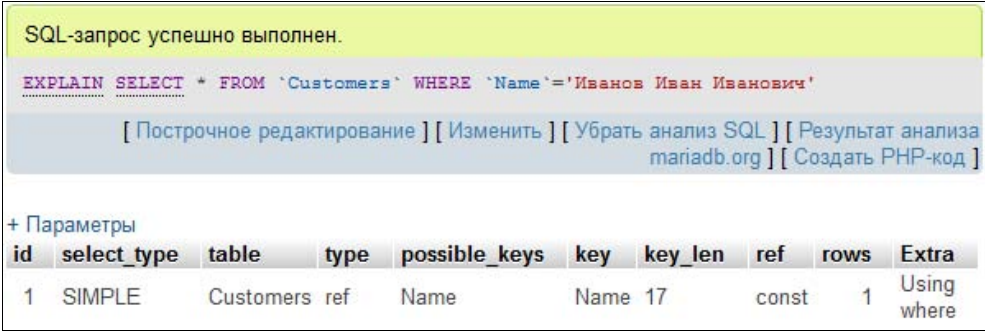 SQL-запрос успешно выполнен.
EXPLAIN SELECT * FROM `Customers` WHERE `Name`='Иванов Иван Иванович'
[ Построчное редактирование ] [ Изменить ] [ Убрать анализ SQL ] [ Результат анализа
mariadb.org ] [ Создать PHP-код ]
+ Параметры
id select_type table type possible_keys key key_len ref rows Extra
1 SIMPLE Customers ref Name Name 17 const 1 Using
where